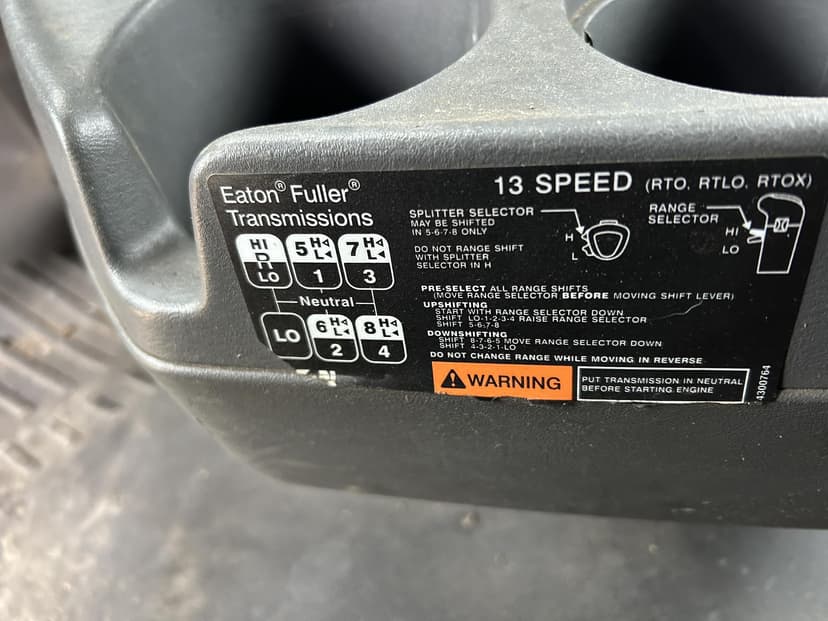 Eaton® Fuller®
Transmissions
13 SPEED (RTO, RTLO, RTOX)
HI
R
LO
5 H
L
1
7 H
L
3
Neutral
LO
6 H
L
2
8 H
L
4
SPLITTER SELECTOR
MAY BE SHIFTED
IN 5-6-7-8 ONLY
H
L
DO NOT RANGE SHIFT
WITH SPLITTER
SELECTOR IN H
RANGE
SELECTOR
HI
LO
PRE-SELECT ALL RANGE SHIFTS
(MOVE RANGE SELECTOR BEFORE MOVING SHIFT LEVER)
UPSHIFTING
START WITH RANGE SELECTOR DOWN
SHIFT LO-1-2-3-4 RAISE RANGE SELECTOR
SHIFT 5-6-7-8
DOWNSHIFTING
SHIFT 8-7-6-5 MOVE RANGE SELECTOR DOWN
SHIFT 4-3-2-1-LO
DO NOT CHANGE RANGE WHILE MOVING IN REVERSE
WARNING
PUT TRANSMISSION IN NEUTRAL
BEFORE STARTING ENGINE
4300764